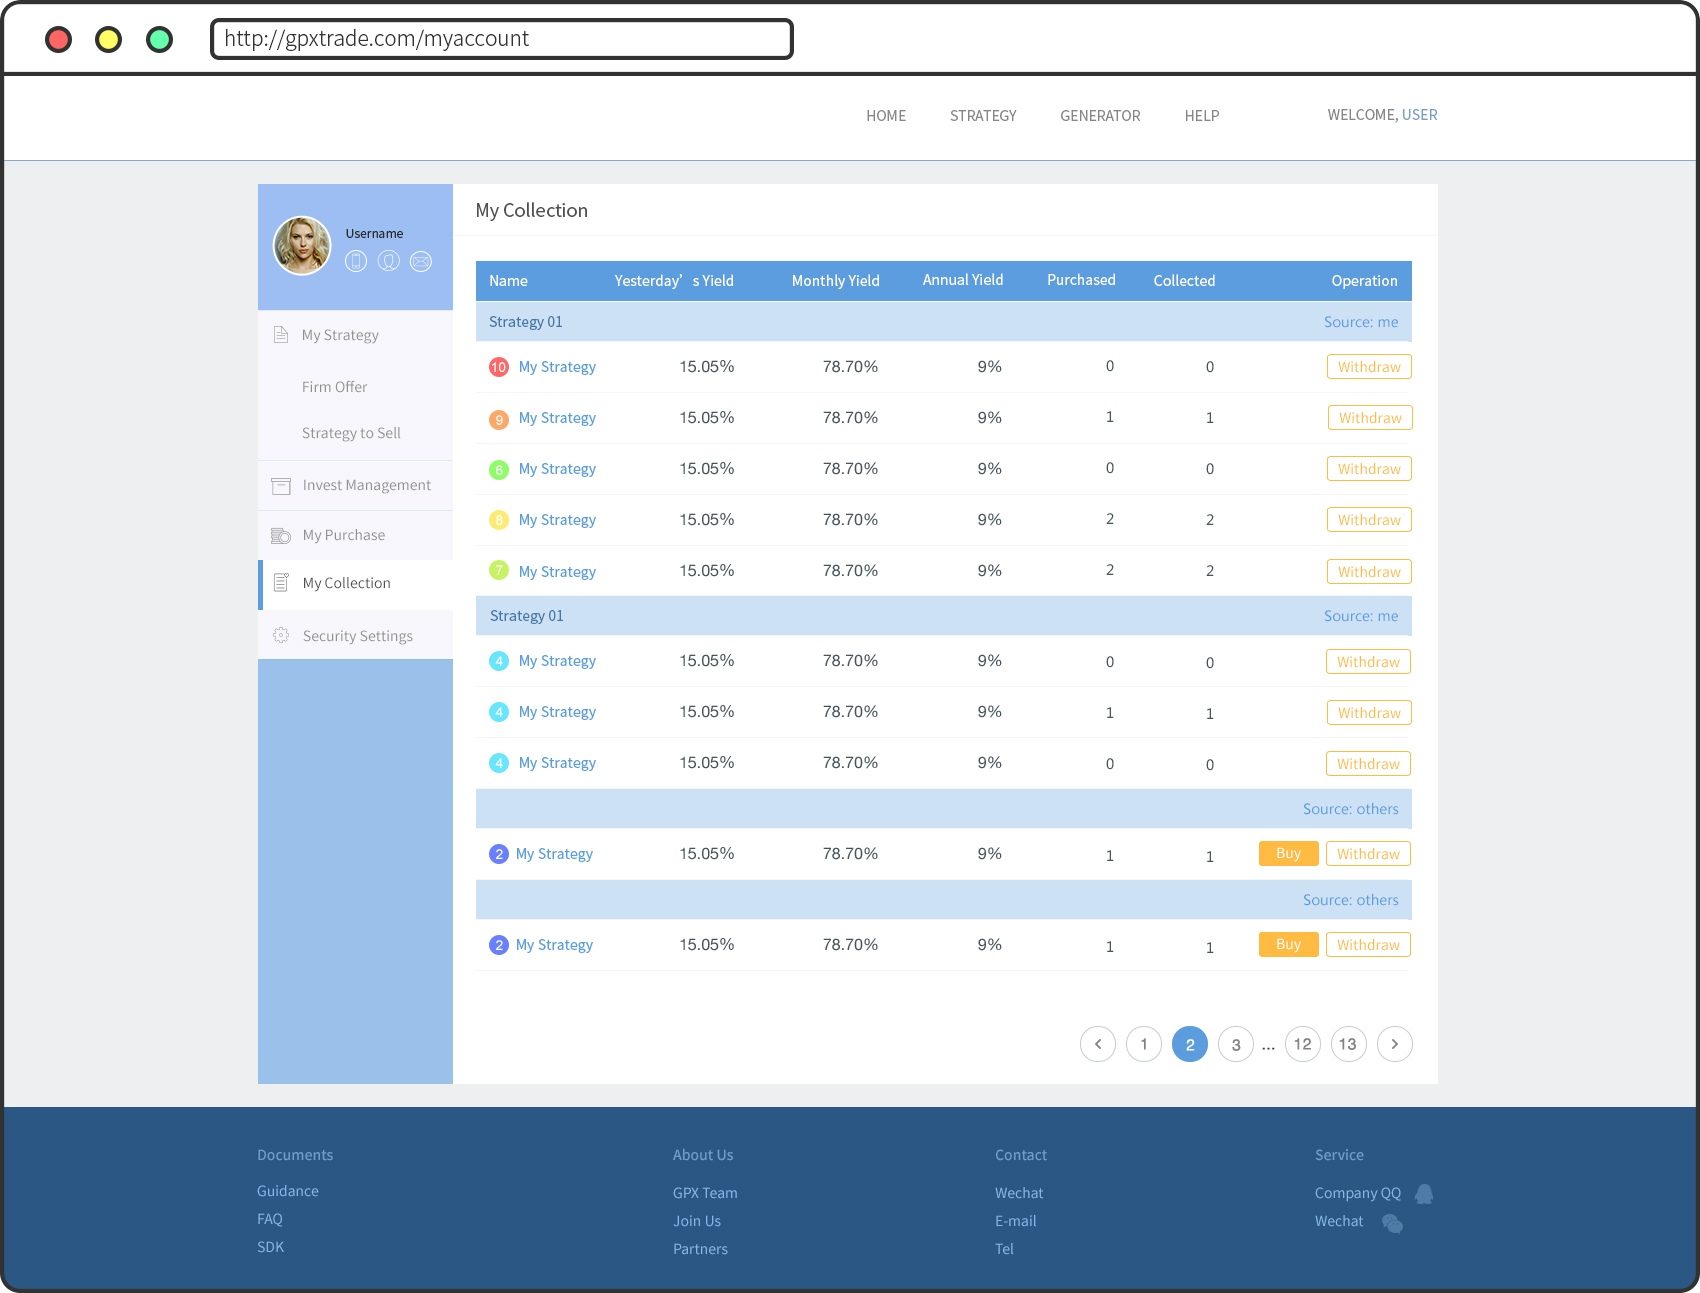 http://gpxtrade.com/myaccount
HOME STRATEGY GENERATOR HELP WELCOME, USER
Username
My Strategy
Firm Offer
Strategy to Sell
Invest Management
My Purchase
My Collection
Security Settings
My Collection
Name Yesterday’s Yield Monthly Yield Annual Yield Purchased Collected Operation
Strategy 01 Source: me
10 My Strategy 15.05% 78.70% 9% 0 0 Withdraw
9 My Strategy 15.05% 78.70% 9% 1 1 Withdraw
6 My Strategy 15.05% 78.70% 9% 0 0 Withdraw
8 My Strategy 15.05% 78.70% 9% 2 2 Withdraw
7 My Strategy 15.05% 78.70% 9% 2 2 Withdraw
Strategy 01 Source: me
4 My Strategy 15.05% 78.70% 9% 0 0 Withdraw
4 My Strategy 15.05% 78.70% 9% 1 1 Withdraw
4 My Strategy 15.05% 78.70% 9% 0 0 Withdraw
Source: others
2 My Strategy 15.05% 78.70% 9% 1 1 Buy Withdraw
Source: others
2 My Strategy 15.05% 78.70% 9% 1 1 Buy Withdraw
‹ 1 2 3 ... 12 13 ›
Documents
Guidance
FAQ
SDK
About Us
GPX Team
Join Us
Partners
Contact
Wechat
E-mail
Tel
Service
Company QQ
Wechat